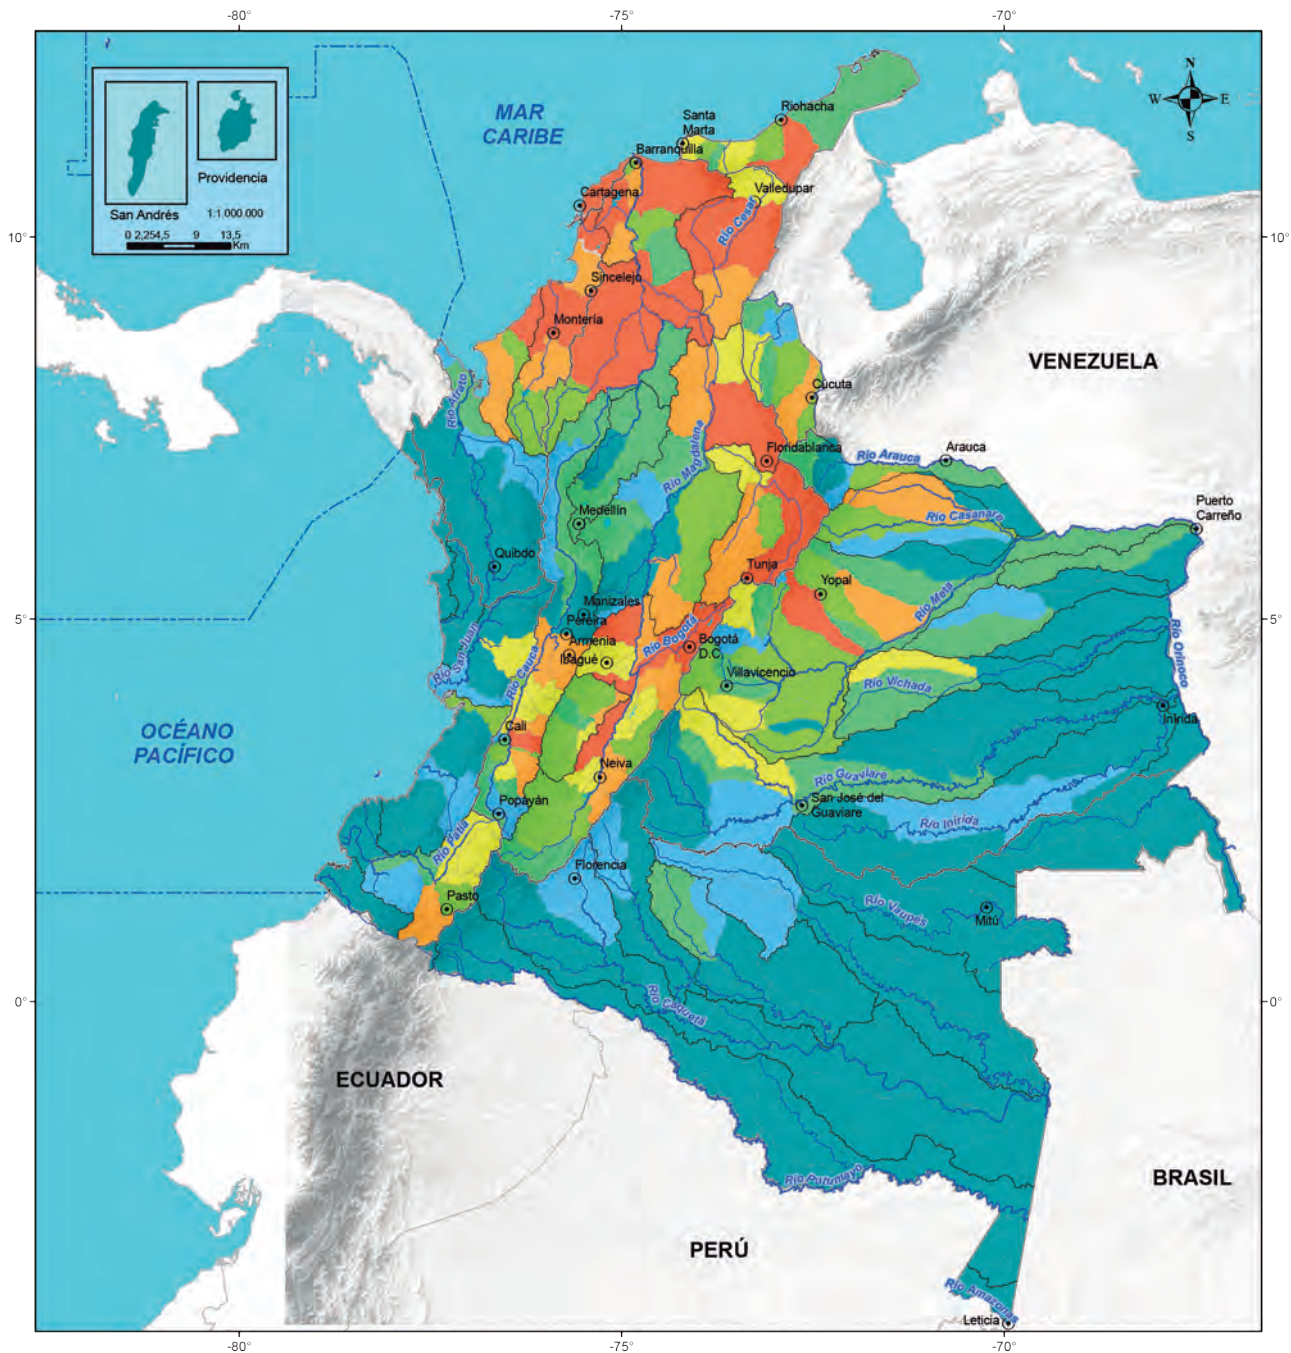 -80°
-75°
-70°
MAR
CARIBE
N
W
E
S
San Andrés
Providencia
1:1.000.000
0 2,25 4,5 9 13,5
Km
Riohacha
Santa
Marta
Barranquilla
Cartagena
Valledupar
Río Cesar
10°
10°
Sincelejo
Montería
VENEZUELA
Río Atrato
Cúcuta
Río Magdalena
Floridablanca
Río Arauca
Arauca
Puerto
Carreño
Medellín
Río Casanare
Quibdo
Tunja
Yopal
Manizales
Río Meta
5°
5°
Pereira
Armenia
Ibagué
Río Bogotá
Bogotá
D.C.
Río San Juan
Río Cauca
Villavicencio
Río Vichada
Río Orinoco
Inírida
OCÉANO
PACÍFICO
Cali
Neiva
Río Guaviare
San José del
Guaviare
Popayán
Río Inírida
Río Patía
Florencia
Pasto
Río Vaupés
Mitú
0°
0°
Río Caquetá
ECUADOR
Río Putumayo
BRASIL
PERÚ
Río Amazonas
Leticia
-80°
-75°
-70°